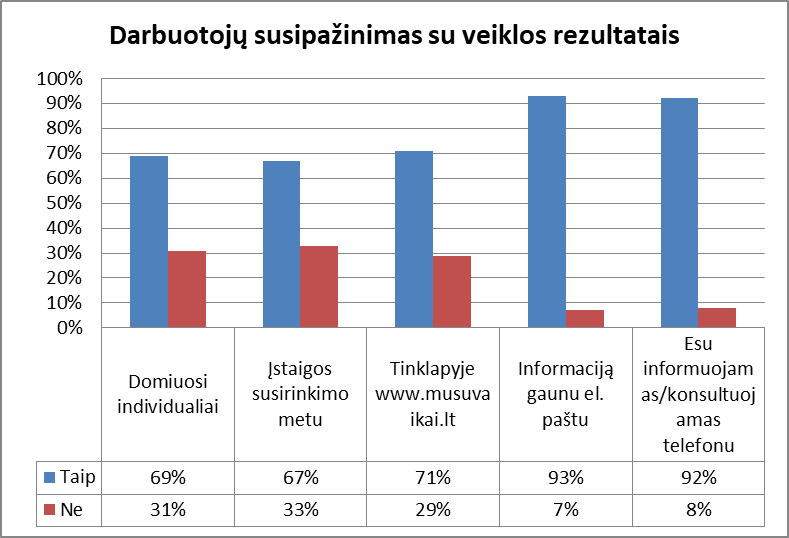 Darbuotojų susipažinimas su veiklos rezultatais
100%
90%
80%
70%
60%
50%
40%
30%
20%
10%
0%
Domiuosi
individualiai
Įstaigos
susirinkimo
metu
Tinklapyje
www.musuva
ikai.lt
Informaciją
gaunu el.
paštu
Esu
informuojam
as/konsultuoj
amas
telefonu
Taip 69% 67% 71% 93% 92%
Ne 31% 33% 29% 7% 8%